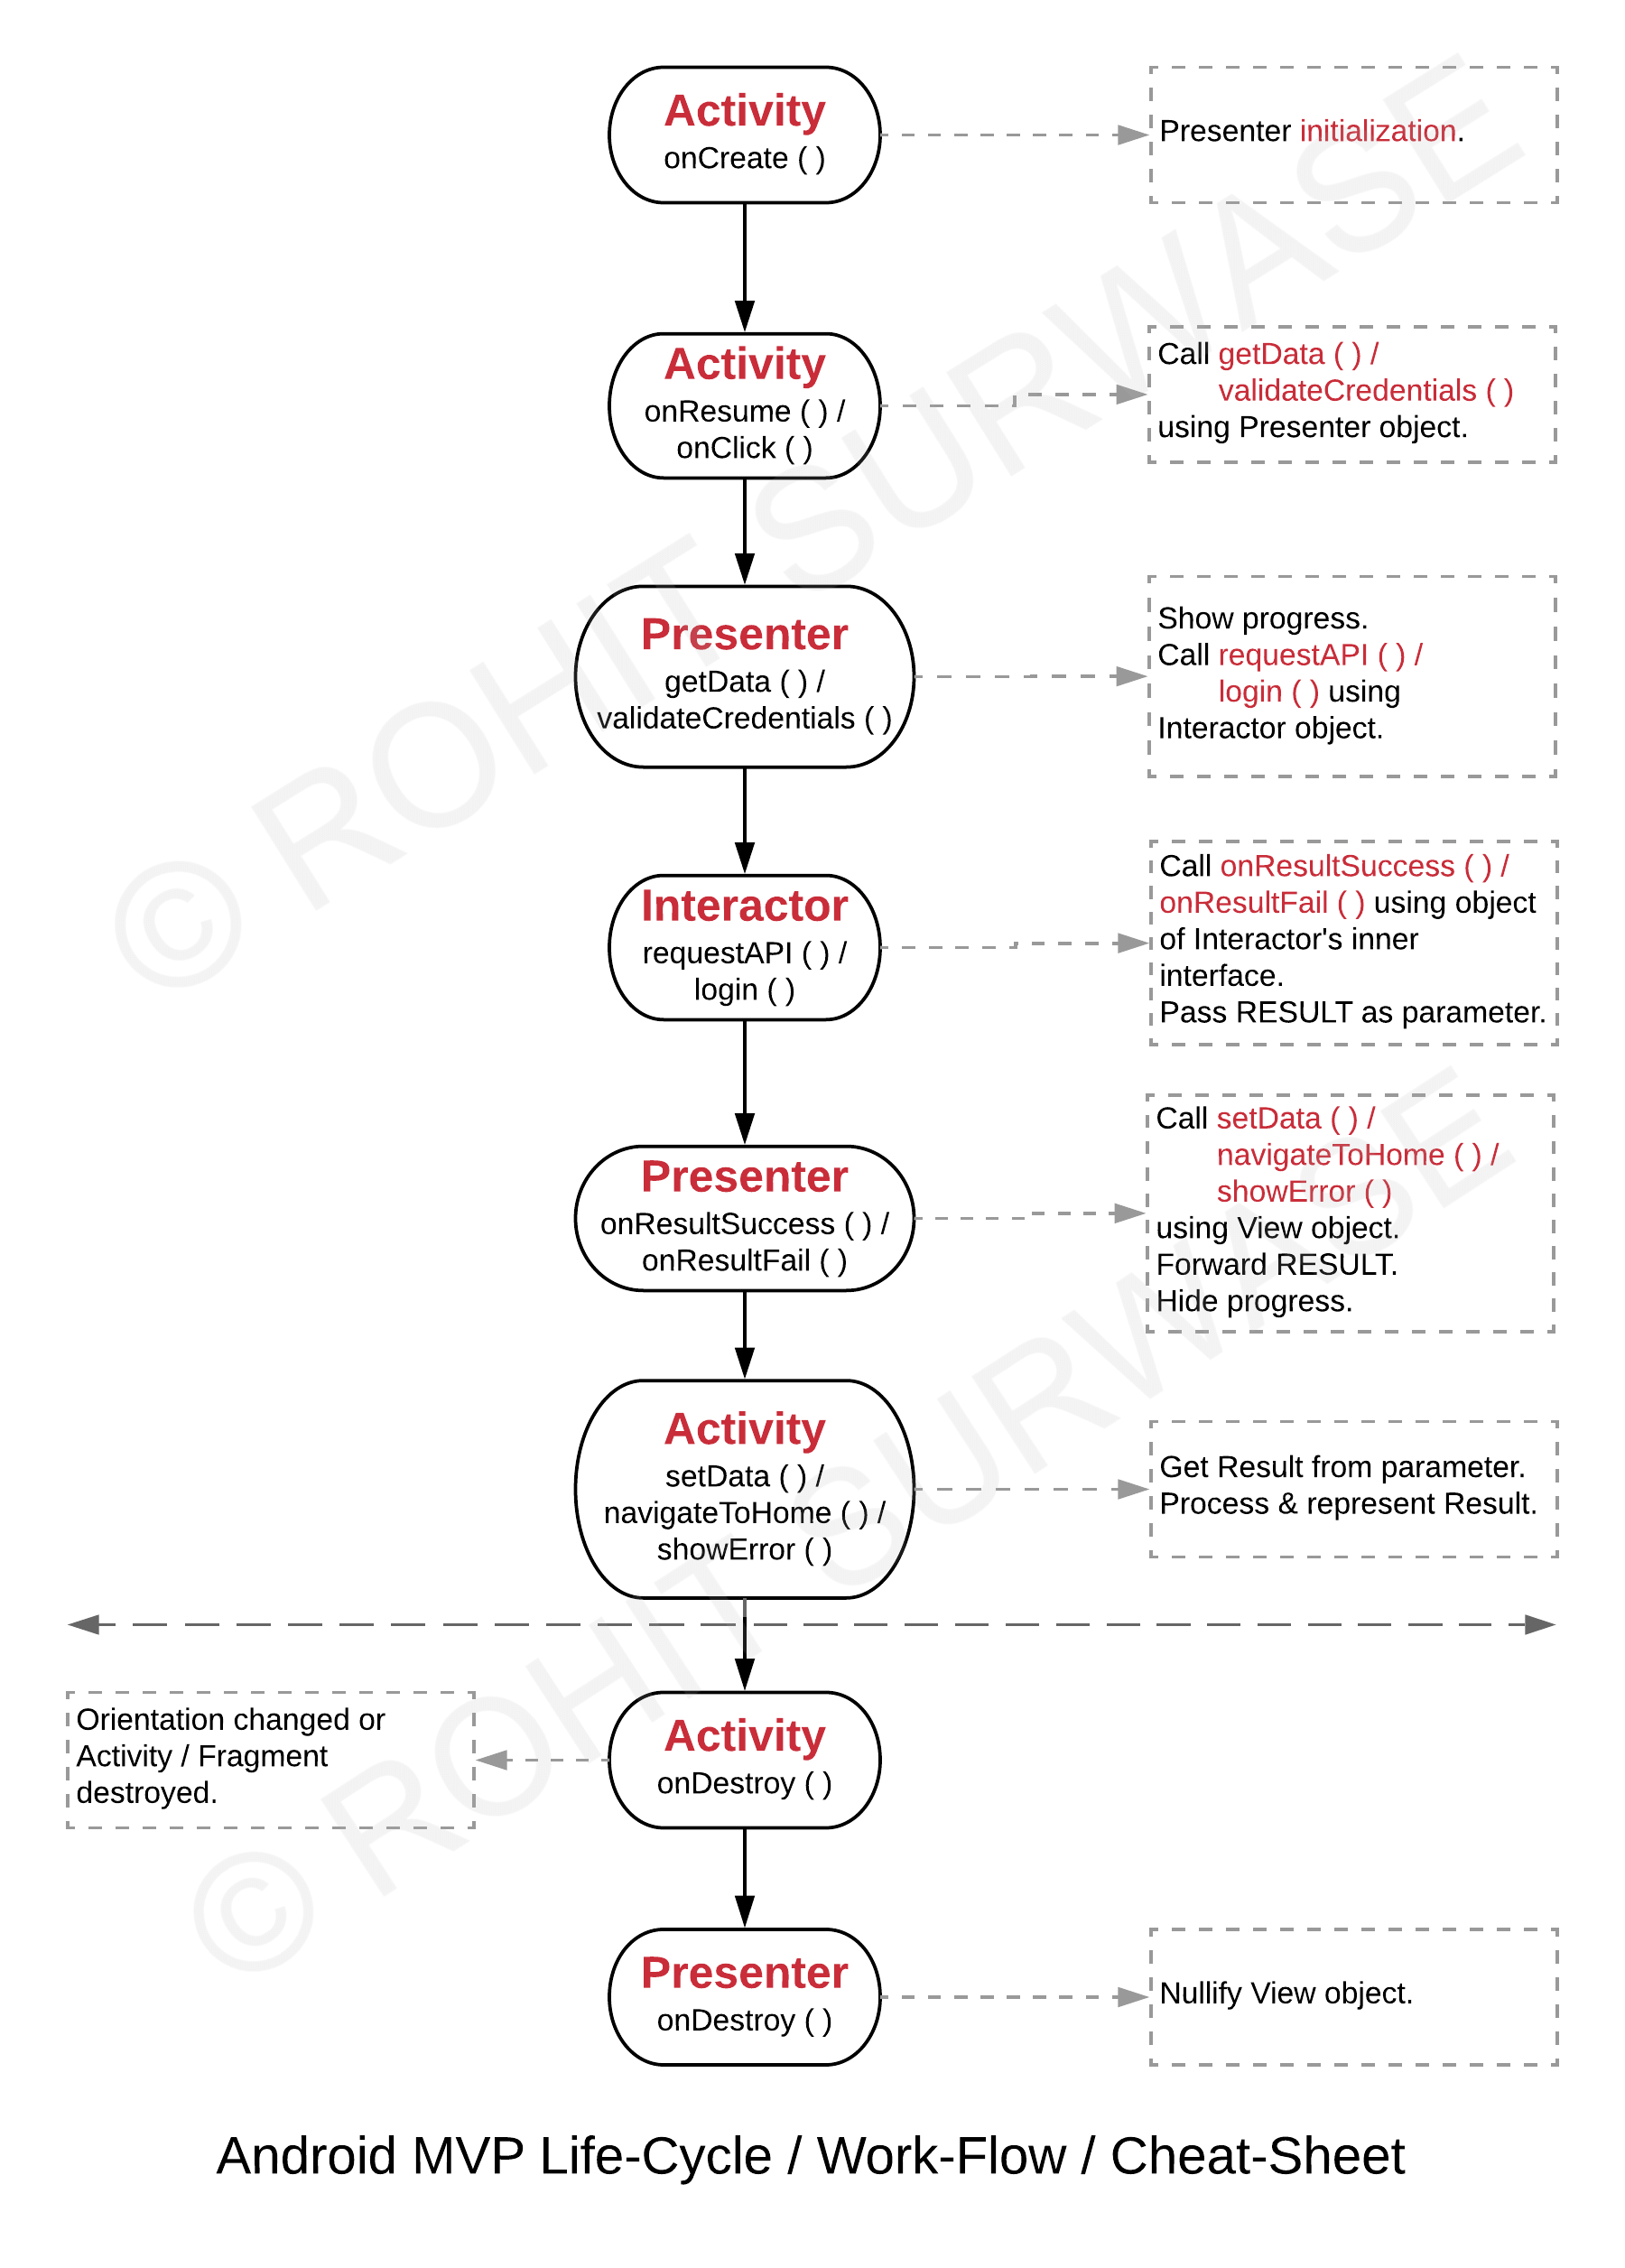 Activity
onCreate ( )
Presenter initialization.
Activity
onResume ( ) /
onClick ( )
Call getData ( ) /
validateCredentials ( )
using Presenter object.
Presenter
getData ( ) /
validateCredentials ( )
Show progress.
Call requestAPI ( ) /
login ( ) using
Interactor object.
Interactor
requestAPI ( ) /
login ( )
Call onResultSuccess ( ) /
onResultFail ( ) using object
of Interactor's inner
interface.
Pass RESULT as parameter.
Presenter
onResultSuccess ( ) /
onResultFail ( )
Call setData ( ) /
navigateToHome ( ) /
showError ( )
using View object.
Forward RESULT.
Hide progress.
Activity
setData ( ) /
navigateToHome ( ) /
showError ( )
Get Result from parameter.
Process & represent Result.
Orientation changed or
Activity / Fragment
destroyed.
Activity
onDestroy ( )
Presenter
onDestroy ( )
Nullify View object.
Android MVP Life-Cycle / Work-Flow / Cheat-Sheet
© ROHIT SURWASE
© ROHIT SURWASE